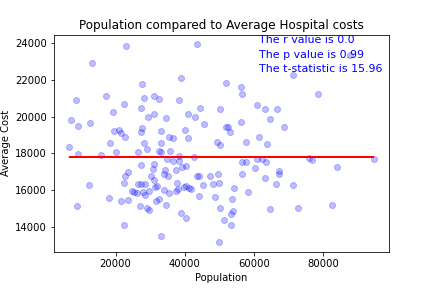 Population compared to Average Hospital costs
The r value is 0.0
The p value is 0.99
The t-statistic is 15.96
Average Cost
24000
22000
20000
18000
16000
14000
20000
40000
60000
80000
Population